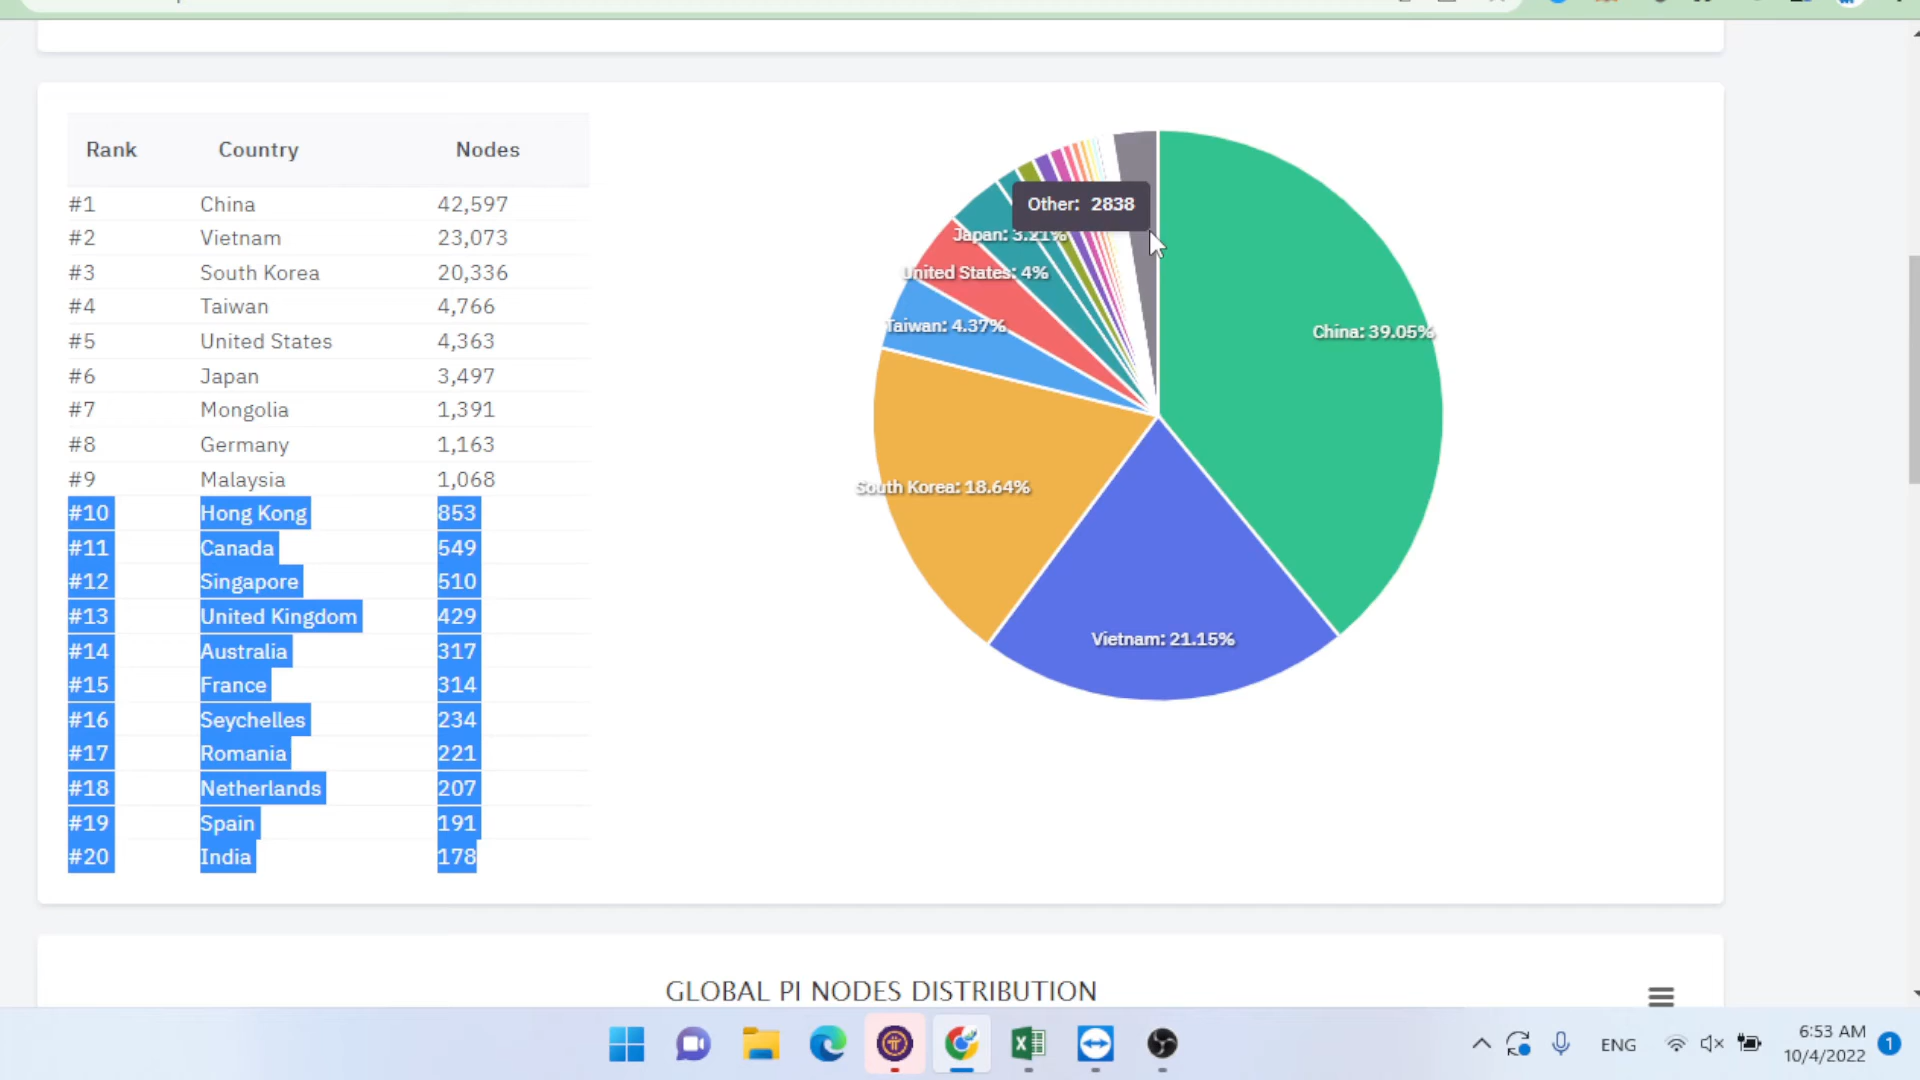 Rank Country Nodes
#1 China 42,597
#2 Vietnam 23,073
#3 South Korea 20,336
#4 Taiwan 4,766
#5 United States 4,363
#6 Japan 3,497
#7 Mongolia 1,391
#8 Germany 1,163
#9 Malaysia 1,068
#10 Hong Kong 853
#11 Canada 549
#12 Singapore 510
#13 United Kingdom 429
#14 Australia 317
#15 France 314
#16 Seychelles 234
#17 Romania 221
#18 Netherlands 207
#19 Spain 191
#20 India 178
Other: 2838
Japan: 3.21%
United States: 4%
Taiwan: 4.37%
China: 39.05%
South Korea: 18.64%
Vietnam: 21.15%
GLOBAL PI NODES DISTRIBUTION
ENG
6:53 AM
10/4/2022
1